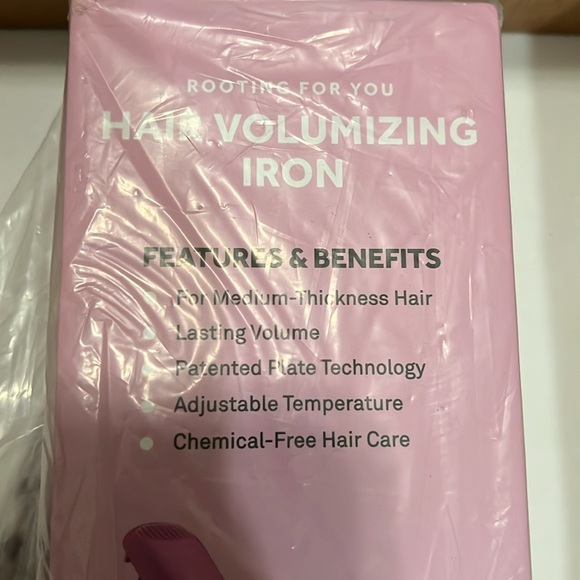 ROOTING FOR YOU
HAIR VOLUMIZING
IRON
FEATURES & BENEFITS
For Medium-Thickness Hair
Lasting Volume
Patented Plate Technology
Adjustable Temperature
Chemical-Free Hair Care